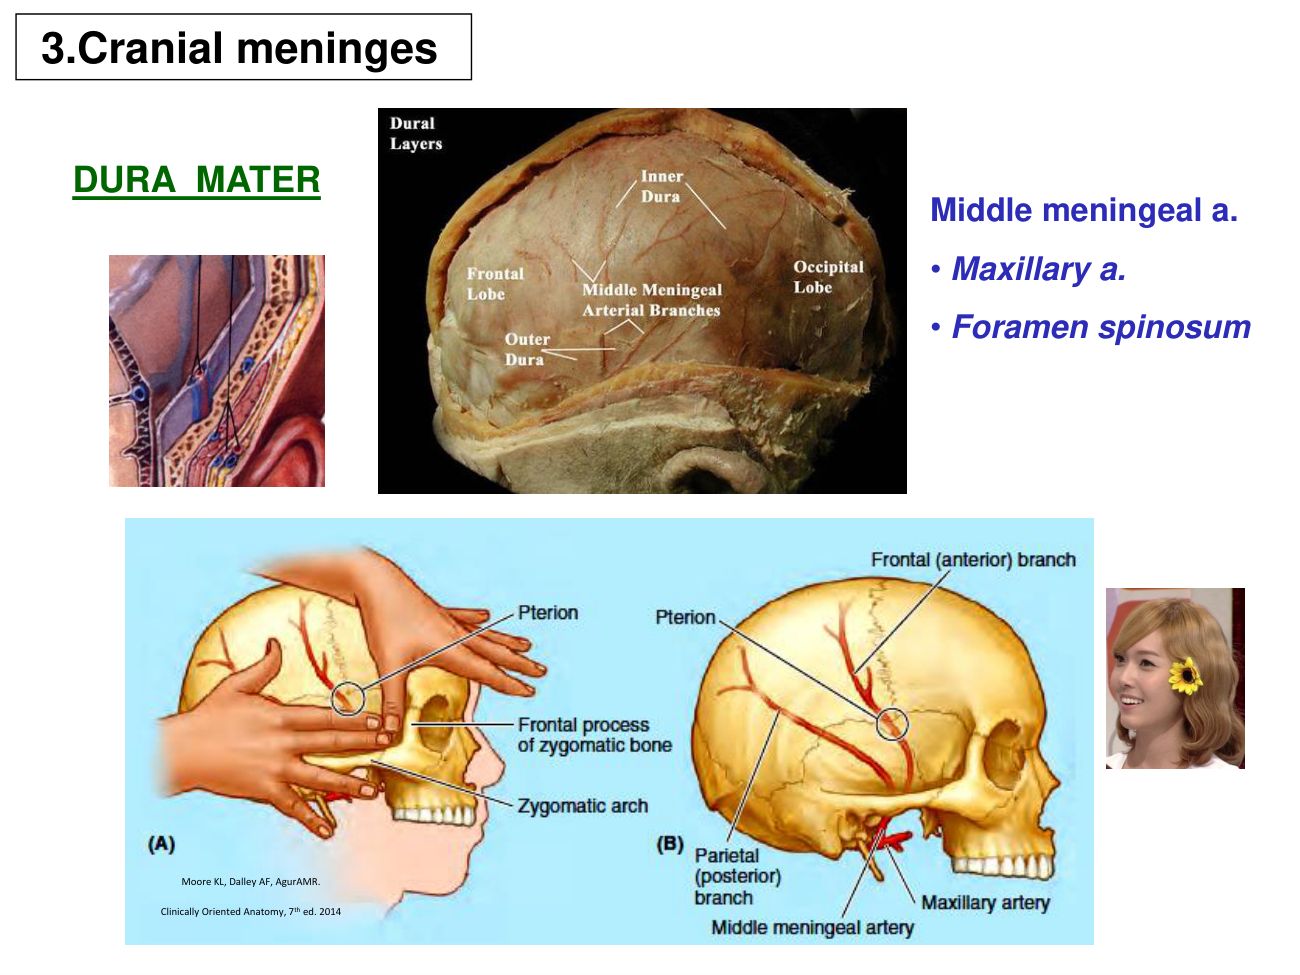 3.Cranial meninges
DURA MATER
Dural
Layers
Inner
Dura
Frontal
Lobe
Middle Meningeal
Arterial Branches
Occipital
Lobe
Outer
Dura
Middle meningeal a.
• Maxillary a.
• Foramen spinosum
Pterion
Frontal process
of zygomatic bone
Zygomatic arch
(A)
Moore KL, Dalley AF, AgurAMR.
Clinically Oriented Anatomy, 7th ed. 2014
Frontal (anterior) branch
Pterion
(B)
Parietal
(posterior)
branch
Maxillary artery
Middle meningeal artery